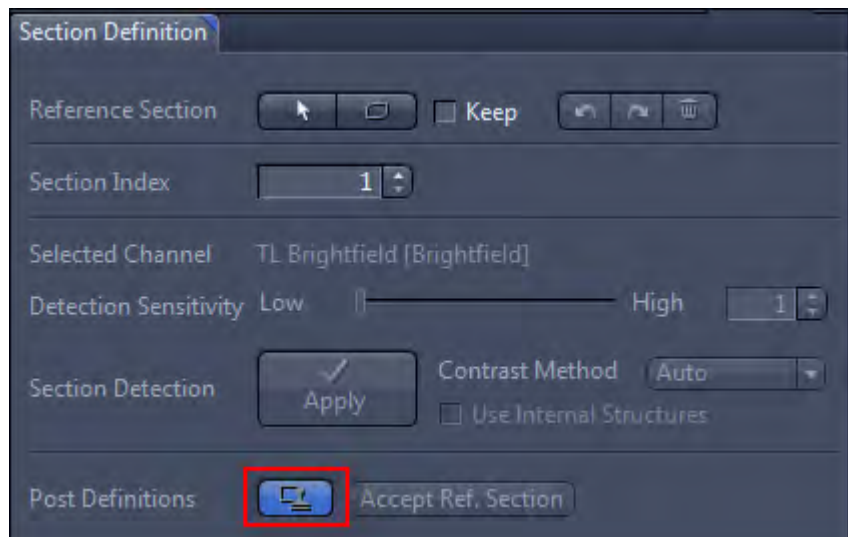 Section Definition
Reference Section Keep
Section Index 1
Selected Channel TL Brightfield [Brightfield]
Detection Sensitivity Low High 1
Section Detection Apply Contrast Method Auto
Use Internal Structures
Post Definitions Accept Ref. Section